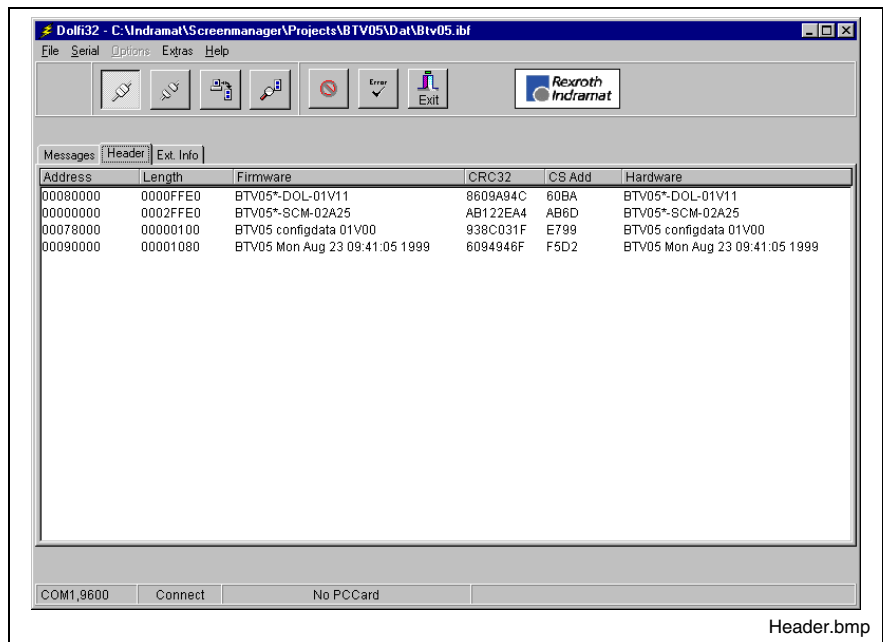 Dolfi32 - C:\Indramat\Screenmanager\Projects\BTV05\Dat\Btv05.ibf
File Serial Options Extras Help
Error
Exit
Rexroth
Indramat
Messages Header Ext. Info
Address Length Firmware CRC32 CS Add Hardware
00080000 0000FFE0 BTV05*-DOL-01V11 8609A94C 60BA BTV05*-DOL-01V11
00000000 0002FFE0 BTV05*-SCM-02A25 AB122EA4 AB6D BTV05*-SCM-02A25
00078000 00000100 BTV05 configdata 01V00 938C031F E799 BTV05 configdata 01V00
00090000 00001080 BTV05 Mon Aug 23 09:41:05 1999 6094946F F5D2 BTV05 Mon Aug 23 09:41:05 1999
COM1,9600 Connect No PCCard
Header.bmp